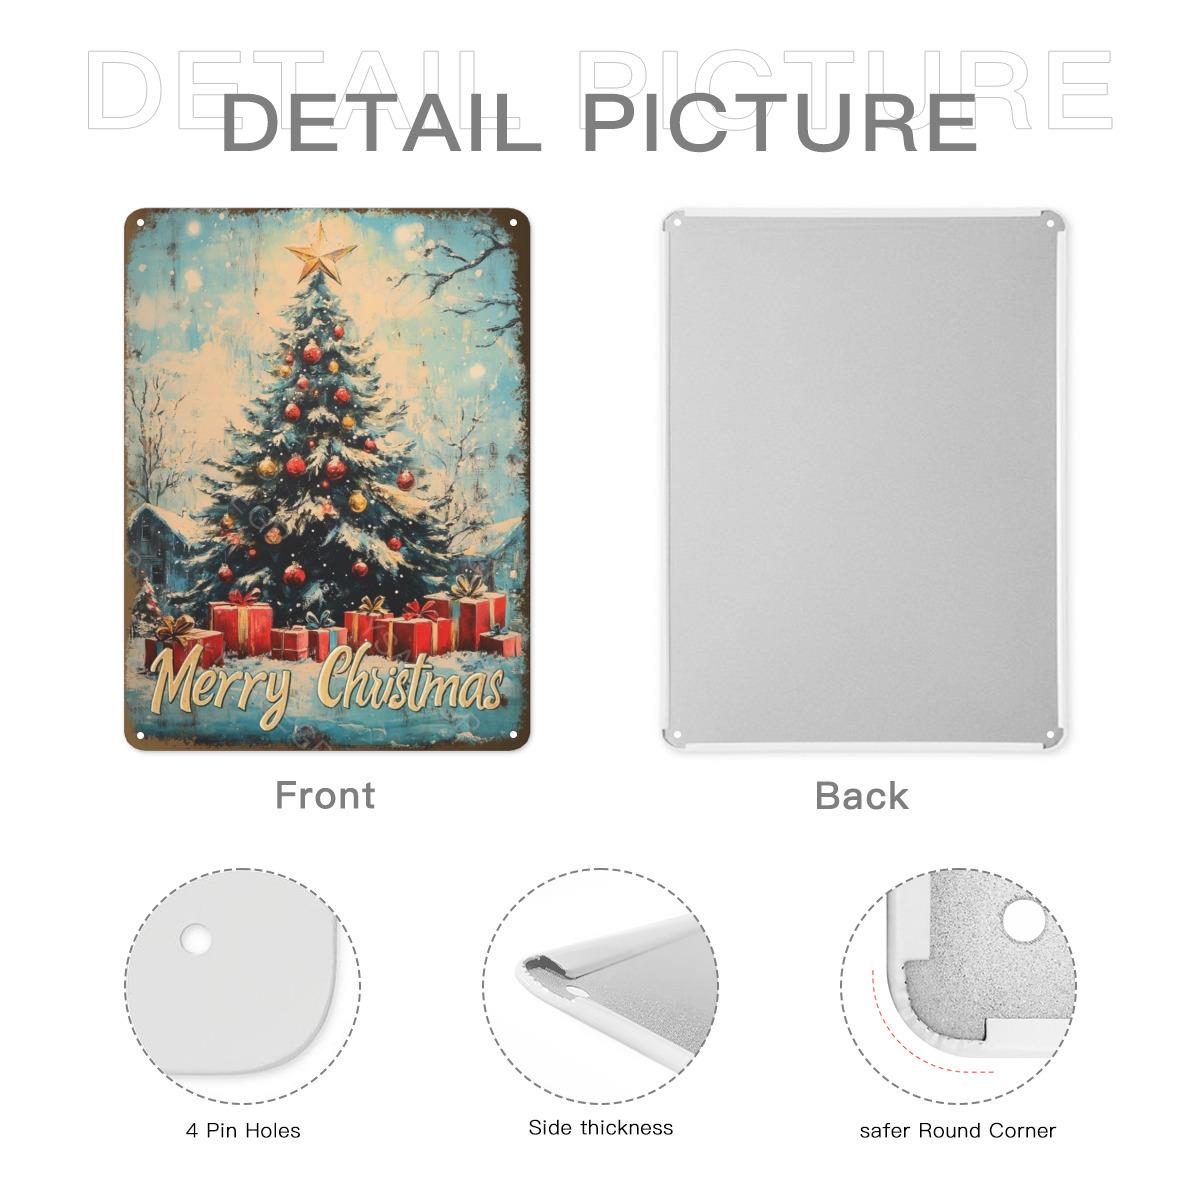 DETAIL PICTURE
DETAIL PICTURE
Merry Christmas
Front
Back
4 Pin Holes
Side thickness
safer Round Corner